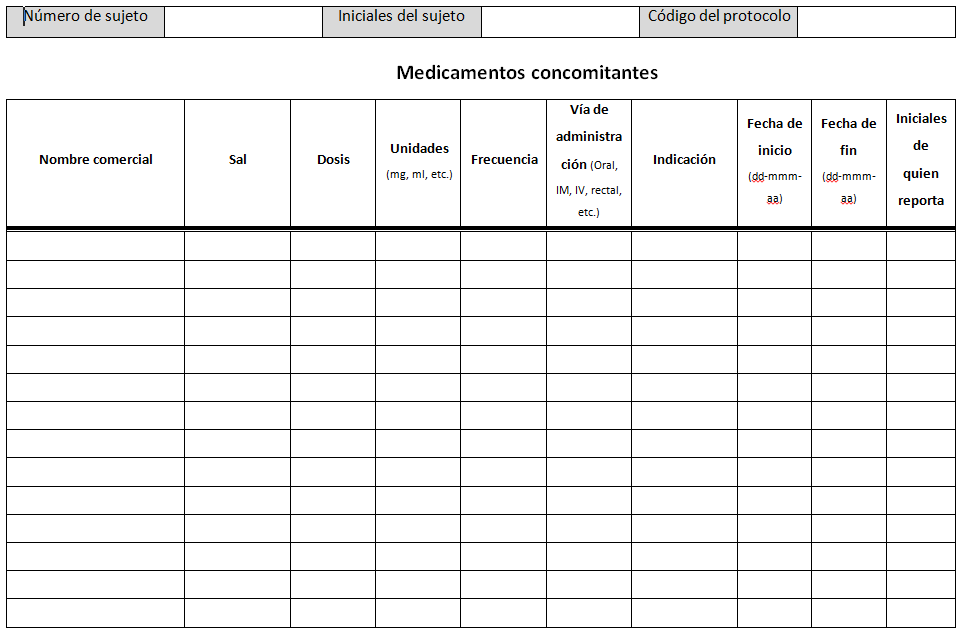 Número de sujeto Iniciales del sujeto Código del protocolo
Medicamentos concomitantes
Nombre comercial
Sal
Dosis
Unidades
(mg, ml, etc.)
Frecuencia
Vía de
administra
ción (Oral,
IM, IV, rectal,
etc.)
Indicación
Fecha de
inicio
(dd-mmm-
aa)
Fecha de
fin
(dd-mmm-
aa)
Iniciales
de
quien
reporta